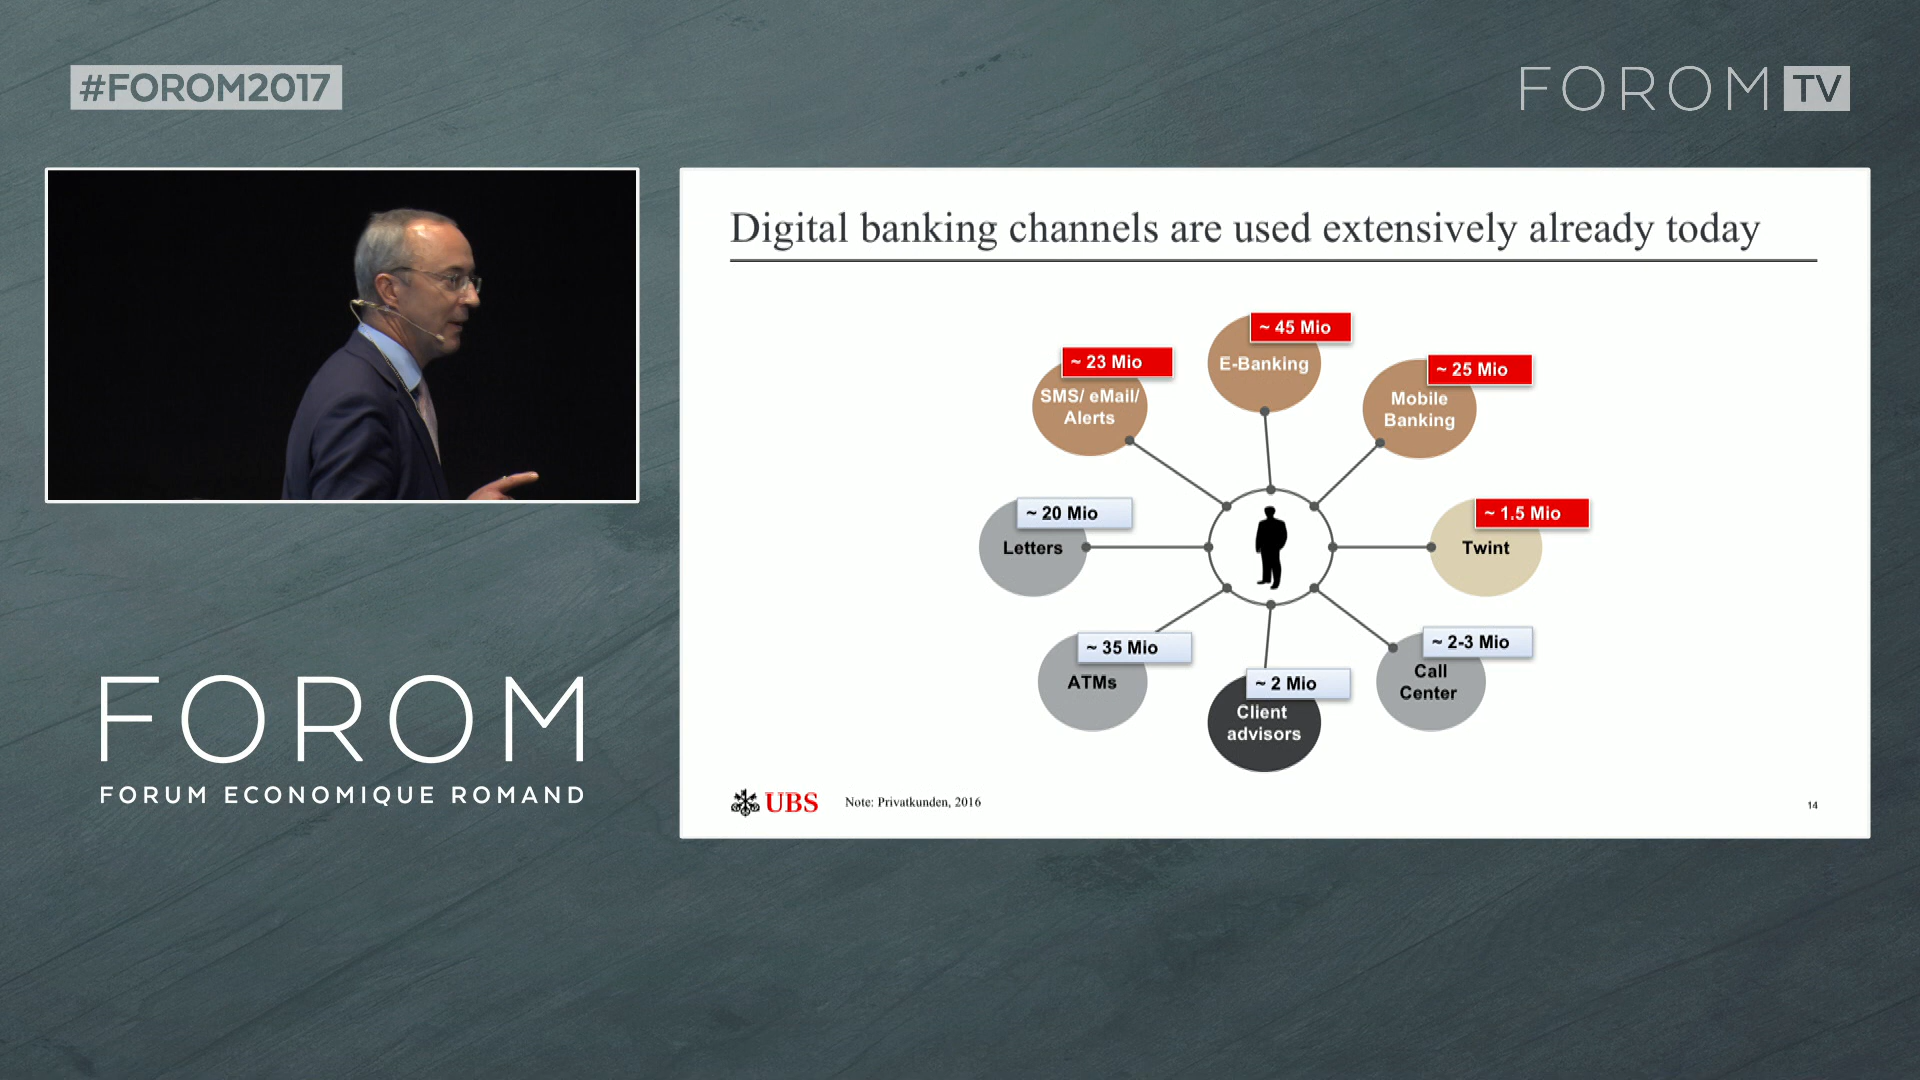 #FOROM2017
FOROM TV
Digital banking channels are used extensively already today
~ 45 Mio
E-Banking
~ 23 Mio
SMS/ eMail/
Alerts
~ 25 Mio
Mobile
Banking
~ 20 Mio
Letters
~ 1.5 Mio
Twint
~ 35 Mio
ATMs
~ 2 Mio
Client
advisors
~ 2-3 Mio
Call
Center
UBS
Note: Privatkunden, 2016
14
FOROM
FORUM ECONOMIQUE ROMAND